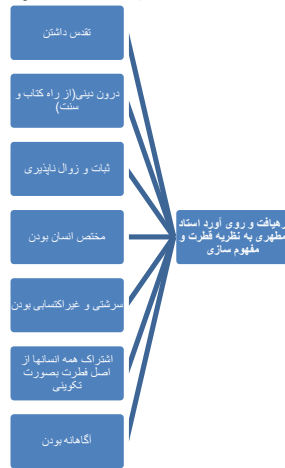 تقدس داشتن
درون دینی(از راه کتاب و
سنت)
ثبات و زوال ناپذیری
مختص انسان بودن
سرشتی و غیراکتسابی بودن
اشتراک همه انسانها از
اصل فطرت بصورت
تکوینی
آگاهانه بودن
رهیافت و روی آورد استاد
مطهری به نظریه فطرت و
مفهوم سازی